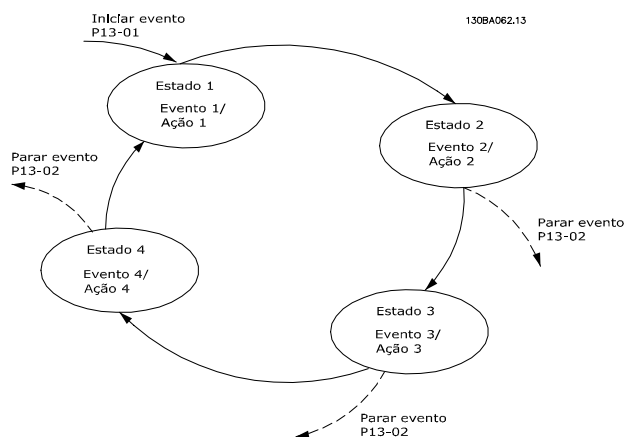 Iniciar evento
P13-01
130BA062.13
Estado 1
Evento 1/
Ação 1
Estado 2
Evento 2/
Ação 2
Parar evento
P13-02
Parar evento
P13-02
Estado 4
Evento 4/
Ação 4
Estado 3
Evento 3/
Ação 3
Parar evento
P13-02